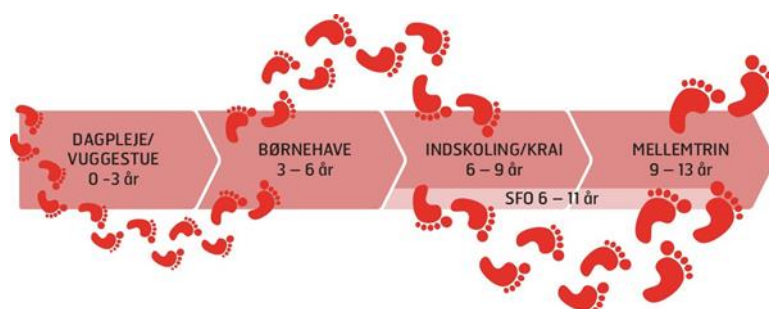 DAGPLEJE/
VUGGESTUE
0 -3 år
BØRNEHAVE
3 – 6 år
INDSKOLING/KRAI
6 – 9 år
MELLEMTRIN
9 – 13 år
SFO 6 – 11 år